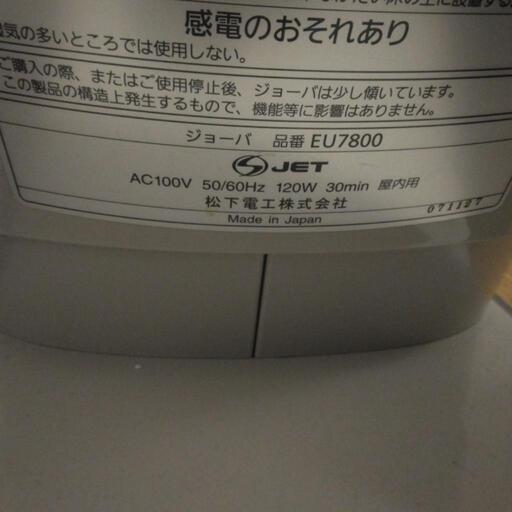 感電のおそれあり
気の多いところでは使用しない。
ご購入の際、またはご使用停止後、ジョーバは少し傾いています。
この製品の構造上発生するもので、機能等に影響はありません。
ジョーバ 品番 EU7800
JET
AC100V 50/60Hz 120W 30min 屋内用
松下電工株式会社
071127
Made in Japan